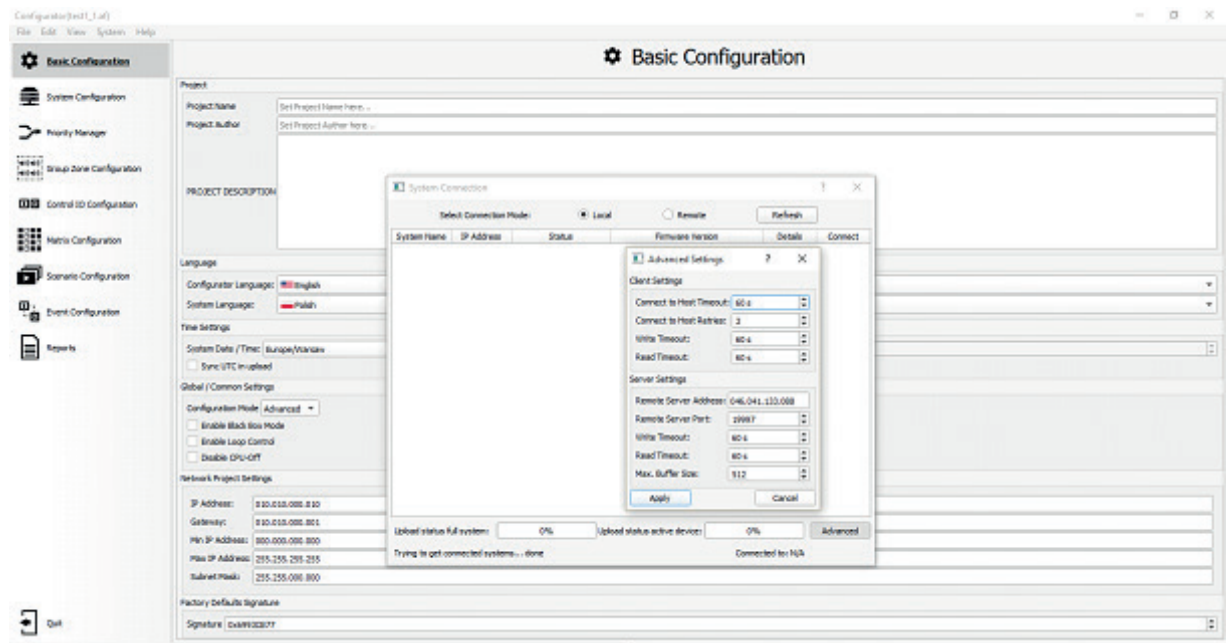 Configurator(test1_1.af)
File Edit View System Help
Basic Configuration
System Configuration
Priority Manager
Group Zone Configuration
Control IO Configuration
Matrix Configuration
Scenario Configuration
Event Configuration
Reports
Quit
Basic Configuration
Project
Project Name Set Project Name here...
Project Author Set Project Author here...
PROJECT DESCRIPTION
Language
Configurator Language: English
System Language: Polish
Time Settings
System Date / Time: Europe/Warsaw
Sync UTC in upload
Global / Common Settings
Configuration Mode Advanced
Enable Black Box Mode
Enable Loop Control
Disable CPU-OFF
Network Project Settings
IP Address: 010.010.000.010
Gateway: 010.010.000.001
Min IP Address: 000.000.000.000
Max IP Address: 255.255.255.255
Subnet Mask: 255.255.000.000
Factory Defaults Signature
Signature
System Connection ?
Select Connection Mode: Local Remote Refresh
System Name IP Address Status Firmware Version Details Connect
Upload status full system: 0% Upload status active device: 0% Advanced
Trying to get connected systems... done Connected to: N/A
Advanced Settings ?
Client Settings
Connect to Host Timeout: 60 s
Connect to Host Retries: 3
Write Timeout: 60 s
Read Timeout: 60 s
Server Settings
Remote Server Address: 046.041.133.088
Remote Server Port: 19997
Write Timeout: 60 s
Read Timeout: 60 s
Max. Buffer Size: 512
Apply Cancel